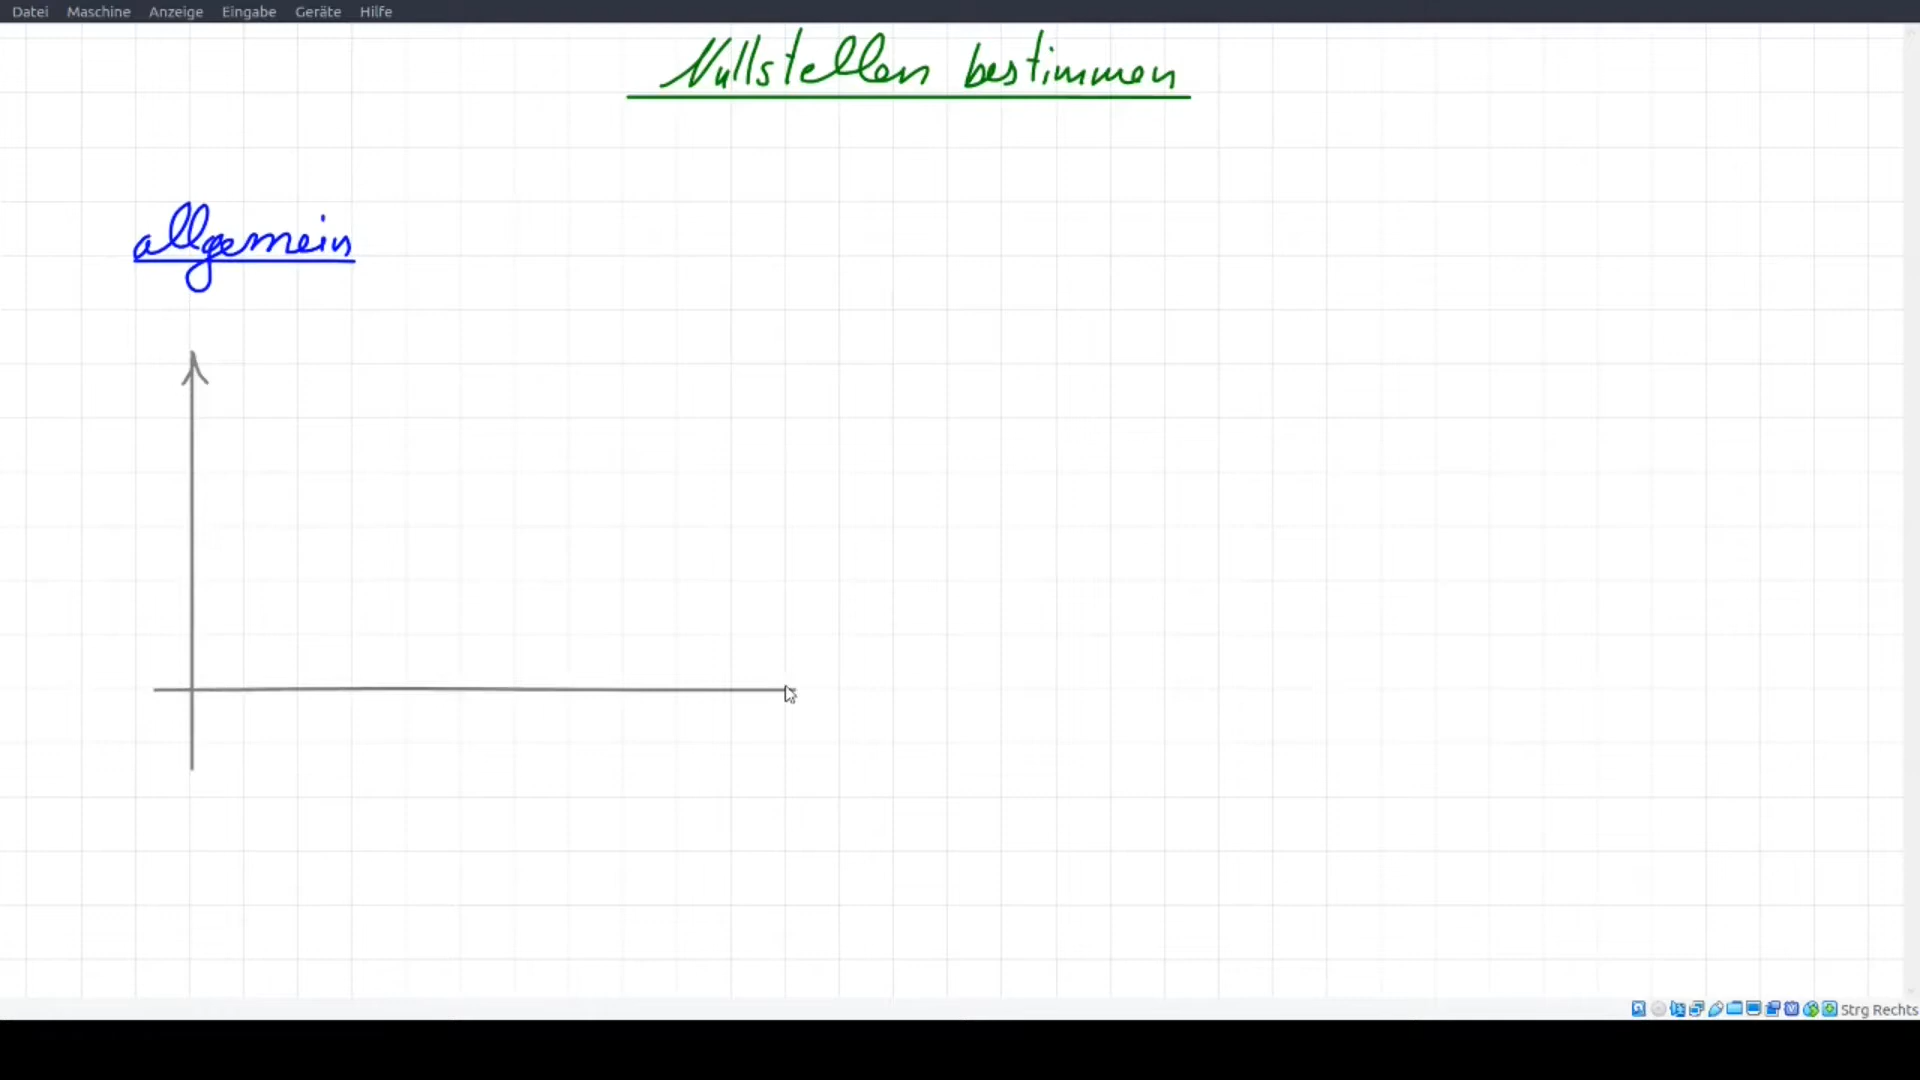 Datei Maschine Anzeige Eingabe Geräte Hilfe
Nullstellen bestimmen
allgemein
Strg Rechts